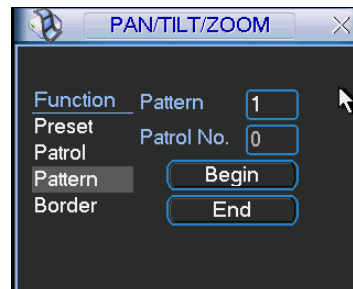 PAN/TILT/ZOOM
Function
Preset
Patrol
Pattern
Border
Pattern 1
Patrol No. 0
Begin
End